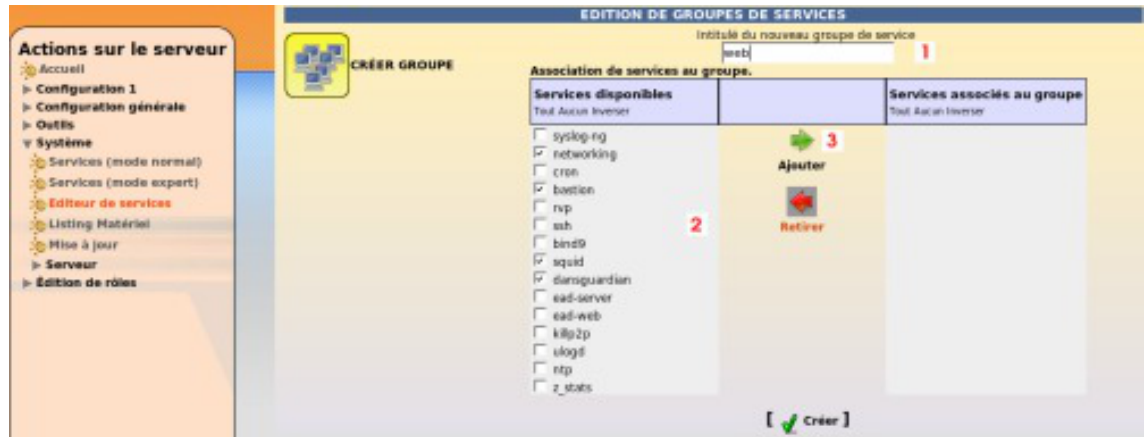 EDITION DE GROUPES DE SERVICES
Actions sur le serveur
Accueil
Configuration 1
Configuration générale
Outils
Système
Services (mode normal)
Services (mode expert)
Editeur de services
Listing Matériel
Mise à jour
Serveur
Édition de rôles
CRÉER GROUPE
Intitulé du nouveau groupe de service
web
1
Association de services au groupe.
Services disponibles
Tout Aucun Inverser
Services associés au groupe
Tout Aucun Inverser
syslog-ng
networking
cron
bastion
rvp
ssh
bind9
squid
dansguardian
ead-server
ead-web
killp2p
ulogd
ntp
z_stats
2
3
Ajouter
Retirer
[ Créer ]